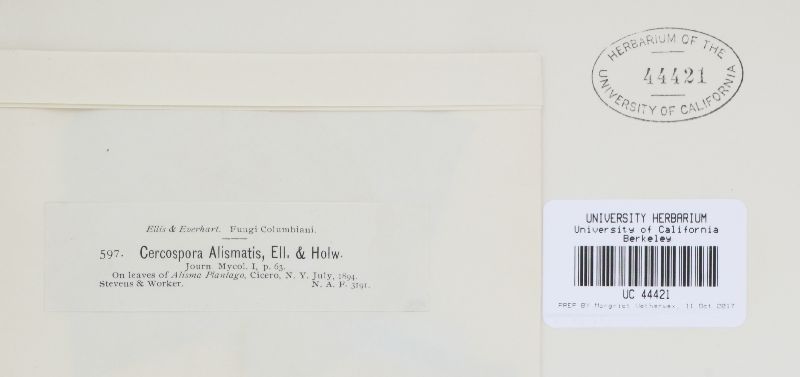 HERBARIUM OF THE
44421
UNIVERSITY OF CALIFORNIA
Ellis & Everhart. Fungi Columbiani.
597. Cercospora Alismatis, Ell. & Holw.
Journ. Mycol. I, p. 63.
On leaves of Alisma Plantago, Cicero, N. Y. July, 1894.
Stevens & Worker. N. A. F. 3191.
UNIVERSITY HERBARIUM
University of California
Berkeley
UC 44421
PREP BY Margriet Wetherwax, 11 Oct 2017